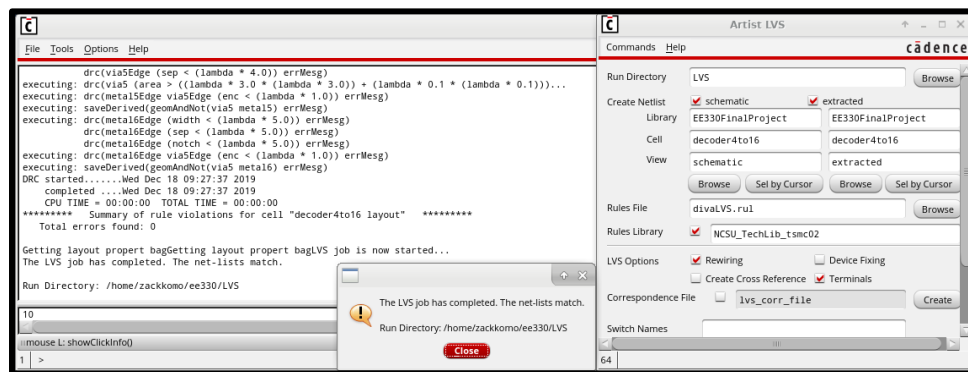 File Tools Options Help
drc(via5Edge (sep < (lambda * 4.0)) errMesg)
executing: drc(via5 (area > ((lambda * 3.0 * (lambda * 3.0)) + (lambda * 0.1 * (lambda * 0.1)))...
executing: drc(metal5Edge via5Edge (enc < (lambda * 1.0)) errMesg)
executing: saveDerived(geomAndNot(via5 metal5) errMesg)
executing: drc(metal6Edge (width < (lambda * 5.0)) errMesg)
drc(metal6Edge (sep < (lambda * 5.0)) errMesg)
drc(metal6Edge (notch < (lambda * 5.0)) errMesg)
executing: drc(metal6Edge via5Edge (enc < (lambda * 1.0)) errMesg)
executing: saveDerived(geomAndNot(via5 metal6) errMesg)
DRC started.......Wed Dec 18 09:27:37 2019
completed ....Wed Dec 18 09:27:37 2019
CPU TIME = 00:00:00 TOTAL TIME = 00:00:00
********* Summary of rule violations for cell "decoder4to16 layout" *********
Total errors found: 0
Getting layout propert bagGetting layout propert bagLVS job is now started...
The LVS job has completed. The net-lists match.
Run Directory: /home/zackkomo/ee330/LVS
10
mouse L: showClickInfo()
1 >
The LVS job has completed. The net-lists match.
Run Directory: /home/zackkomo/ee330/LVS
Close
Artist LVS
Commands Help
cādence
Run Directory LVS Browse
Create Netlist schematic extracted
Library EE330FinalProject EE330FinalProject
Cell decoder4to16 decoder4to16
View schematic extracted
Browse Sel by Cursor Browse Sel by Cursor
Rules File divaLVS.rul Browse
Rules Library NCSU_TechLib_tsmc02
LVS Options Rewiring Device Fixing
Create Cross Reference Terminals
Correspondence File lvs_corr_file Create
Switch Names
64